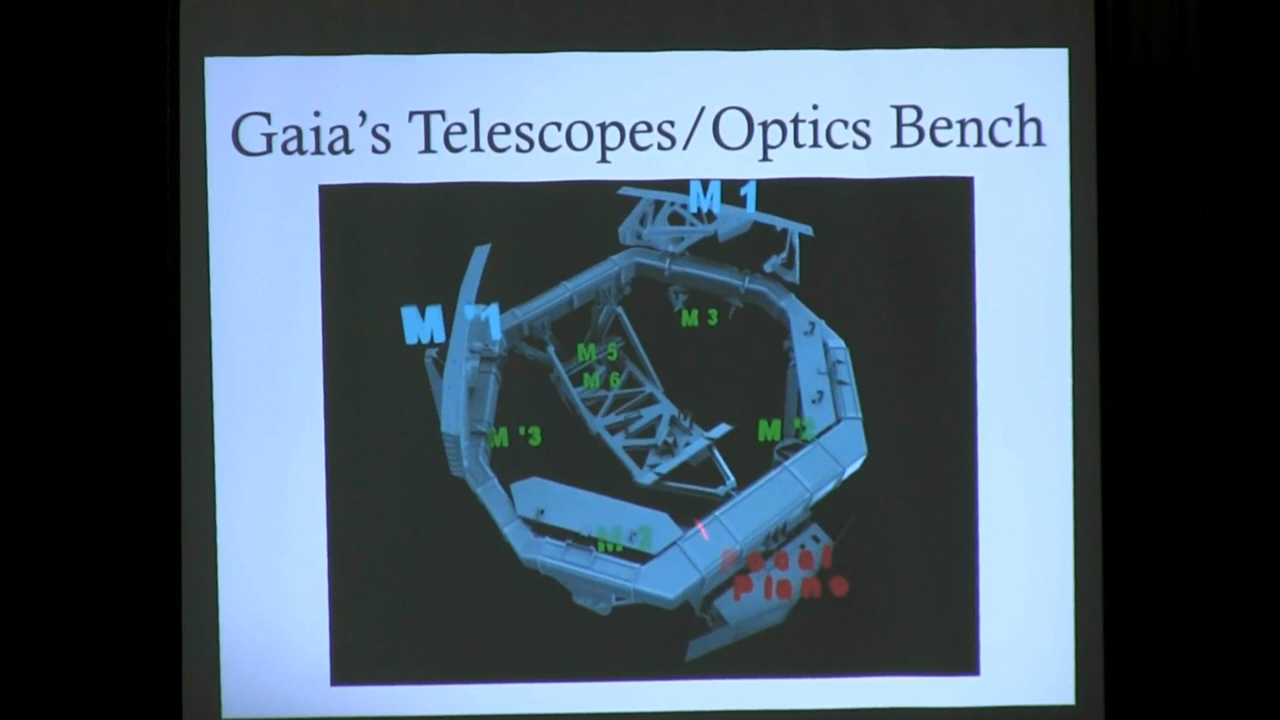 Gaia's Telescopes/Optics Bench
M 1
M '1
M 3
M 5
M 6
M '3
M '2
M 2
Focal
Plane